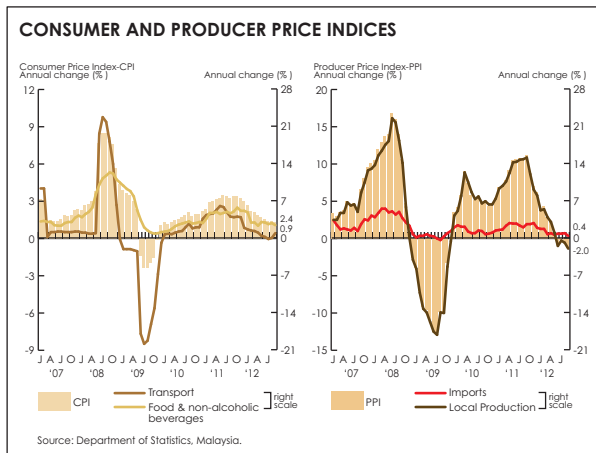 CONSUMER AND PRODUCER PRICE INDICES
Consumer Price Index-CPI
Annual change (% ) Annual change (% )
12 28
9 21
6 14
3 7
2.4
0.9
0 0
-3 -7
-6 -14
-9 -21
J A J O J A J O J A J O J A J O J A J O J A J
'07 '08 '09 '10 '11 '12
CPI
Transport
Food & non-alcoholic
beverages
right
scale
Producer Price Index-PPI
Annual change (% ) Annual change (% )
20 28
15 21
10 14
5 7
0.4
0 0
-2.0
-5 -7
-10 -14
-15 -21
J A J O J A J O J A J O J A J O J A J O J A J
'07 '08 '09 '10 '11 '12
PPI
Imports
Local Production
right
scale
Source: Department of Statistics, Malaysia.